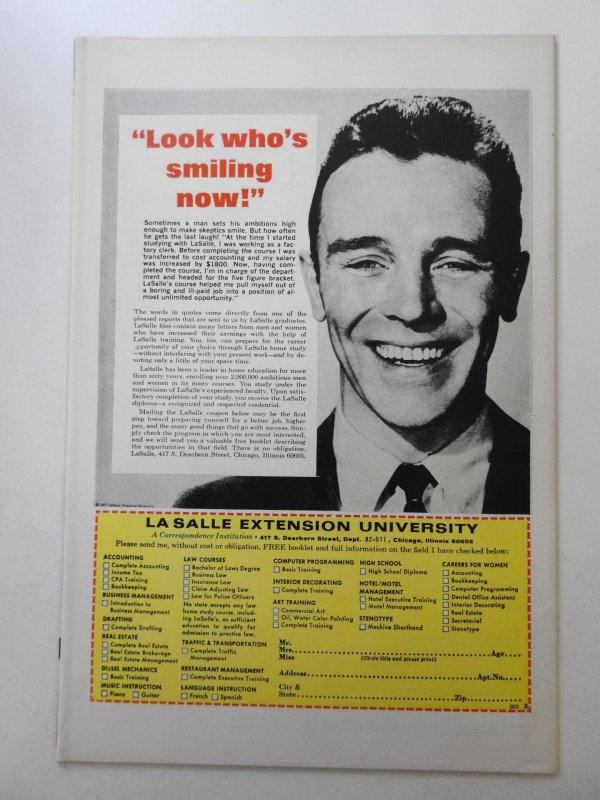 “Look who’s
smiling
now!”
Sometimes a man sets his ambitions high
enough to make skeptics smile. But how often
he gets the last laugh! “At the time I started
studying with LaSalle, I was working as a fac-
tory clerk. Before completing the course I was
transferred to cost accounting and my salary
was increased by $1800. Now, having com-
pleted the course, I’m in charge of the depart-
ment and headed for the five figure bracket.
LaSalle’s course helped me pull myself out of
a boring and ill-paid job into a position of al-
most unlimited opportunity.”
The words in quotes come directly from one of the
pleased reports that are sent to us by LaSalle graduates.
LaSalle files contain many letters from men and women
who have increased their earnings with the help of
LaSalle training. You, too, can prepare for the career
opportunity of your choice through LaSalle home study
—without interfering with your present work—and by de-
voting only a little of your spare time.
LaSalle has been a leader in home education for more
than sixty years, enrolling over 2,000,000 ambitious men
and women in its many courses. You study under the
supervision of LaSalle’s experienced faculty. Upon satis-
factory completion of your study, you receive the LaSalle
diploma—a recognized and respected credential.
Mailing the LaSalle coupon below may be the first
step toward preparing yourself for a better job, higher
pay, and the many good things that go with success. Sim-
ply check the program in which you are most interested,
and we will send you a valuable free booklet describing
the opportunities in that field. There is no obligation.
LaSalle, 417 S. Dearborn Street, Chicago, Illinois 60605.
LA SALLE EXTENSION UNIVERSITY
A Correspondence Institution • 417 S. Dearborn Street, Dept. 82-011, Chicago, Illinois 60605
Please send me, without cost or obligation, FREE booklet and full information on the field I have checked below:
ACCOUNTING
Complete Accounting
Income Tax
CPA Training
Bookkeeping
BUSINESS MANAGEMENT
Introduction to
Business Management
DRAFTING
Complete Drafting
REAL ESTATE
Complete Real Estate
Real Estate Brokerage
Real Estate Management
DIESEL MECHANICS
Basic Training
MUSIC INSTRUCTION
Piano Guitar
LAW COURSES
Bachelor of Laws Degree
Business Law
Insurance Law
Claim Adjusting Law
Law for Police Officers
No state accepts any law
home study course, includ-
ing LaSalle’s, as sufficient
education to qualify for
admission to practice law.
TRAFFIC & TRANSPORTATION
Complete Traffic
Management
RESTAURANT MANAGEMENT
Complete Executive Training
LANGUAGE INSTRUCTION
French Spanish
COMPUTER PROGRAMMING
Basic Training
INTERIOR DECORATING
Complete Training
ART TRAINING
Commercial Art
Oil, Water Color Painting
Complete Training
HIGH SCHOOL
High School Diploma
HOTEL/MOTEL
MANAGEMENT
Hotel Executive Training
Motel Management
STENOTYPE
Machine Shorthand
CAREERS FOR WOMEN
Accounting
Bookkeeping
Computer Programming
Dental Office Assistant
Interior Decorating
Real Estate
Secretarial
Stenotype
Mr.
Mrs. Age
Miss (Circle title and please print)
Address Apt. No.
City &
State Zip
3